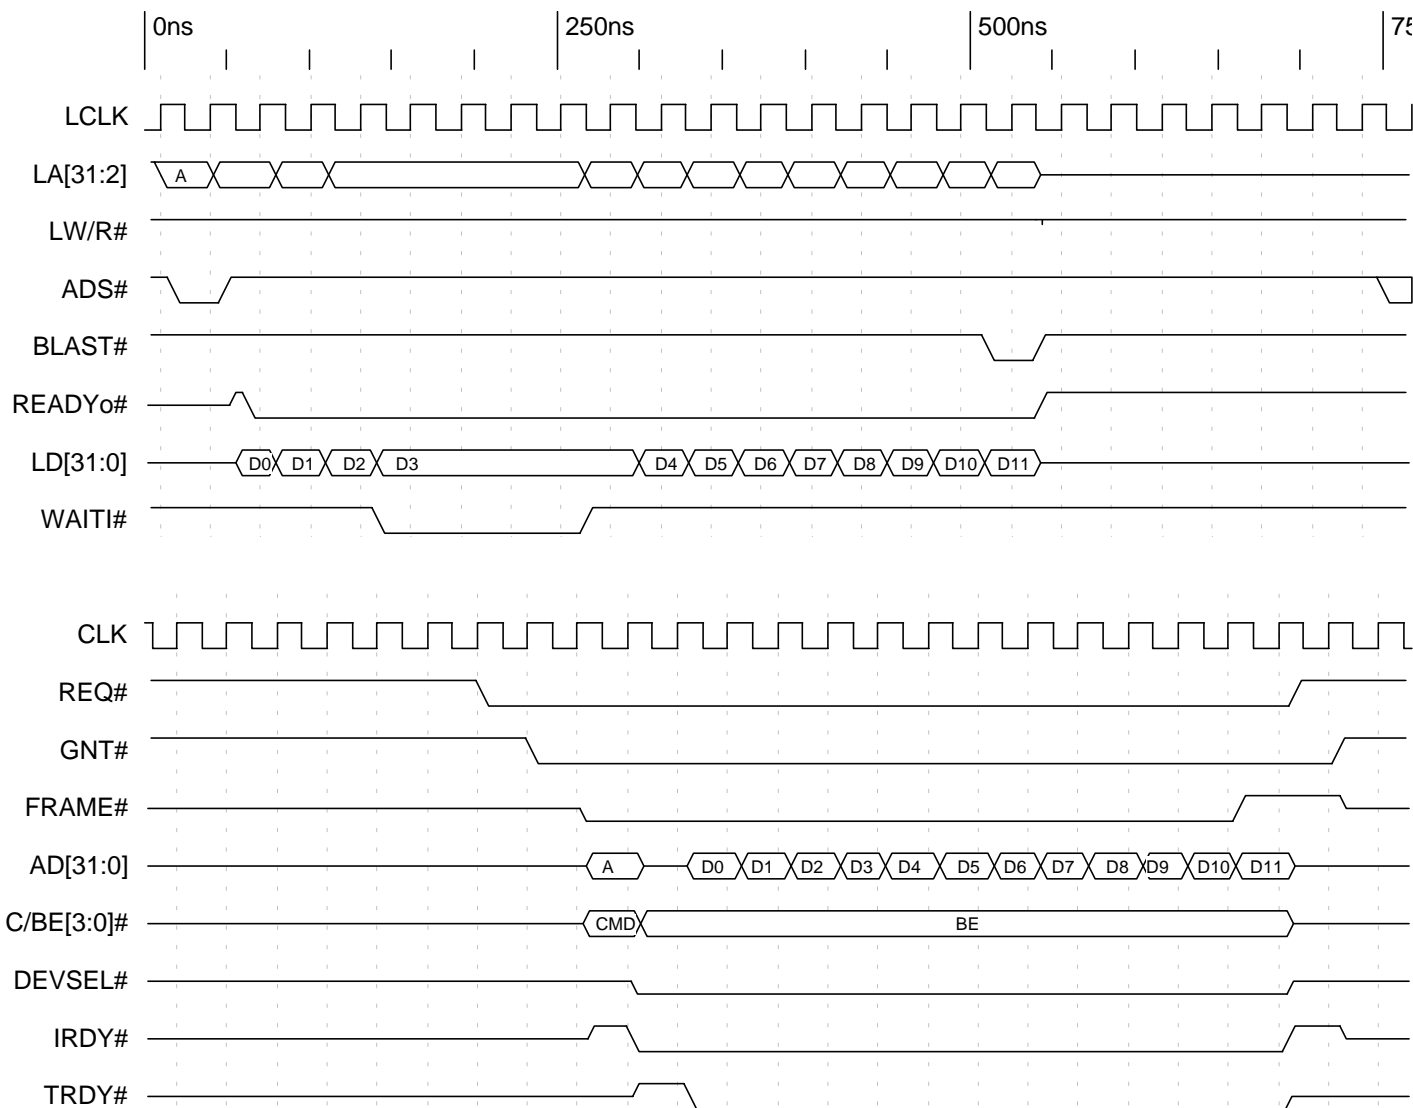 0ns 250ns 500ns 75
LCLK
LA[31:2] A
LW/R#
ADS#
BLAST#
READYo#
LD[31:0] D0 D1 D2 D3 D4 D5 D6 D7 D8 D9 D10 D11
WAITI#
CLK
REQ#
GNT#
FRAME#
AD[31:0] A D0 D1 D2 D3 D4 D5 D6 D7 D8 D9 D10 D11
C/BE[3:0]# CMD BE
DEVSEL#
IRDY#
TRDY#